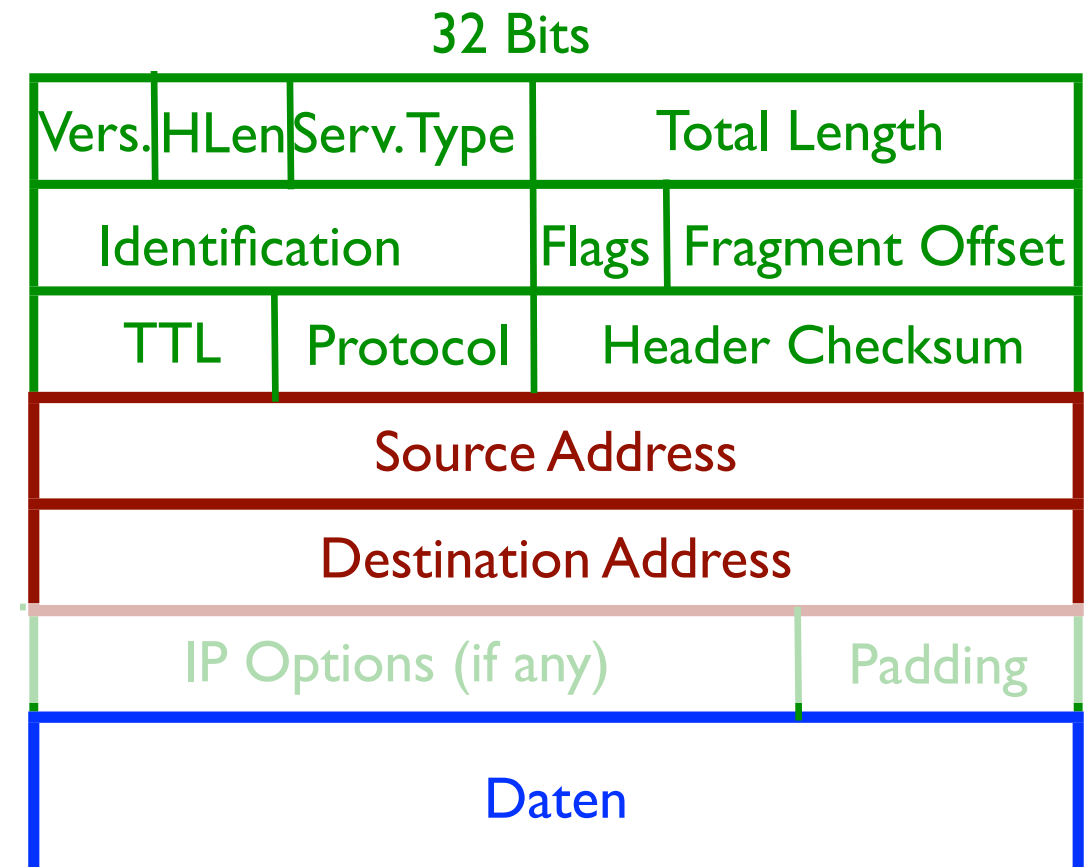 32 Bits
Vers. HLen Serv. Type Total Length
Identification Flags Fragment Offset
TTL Protocol Header Checksum
Source Address
Destination Address
IP Options (if any) Padding
Daten